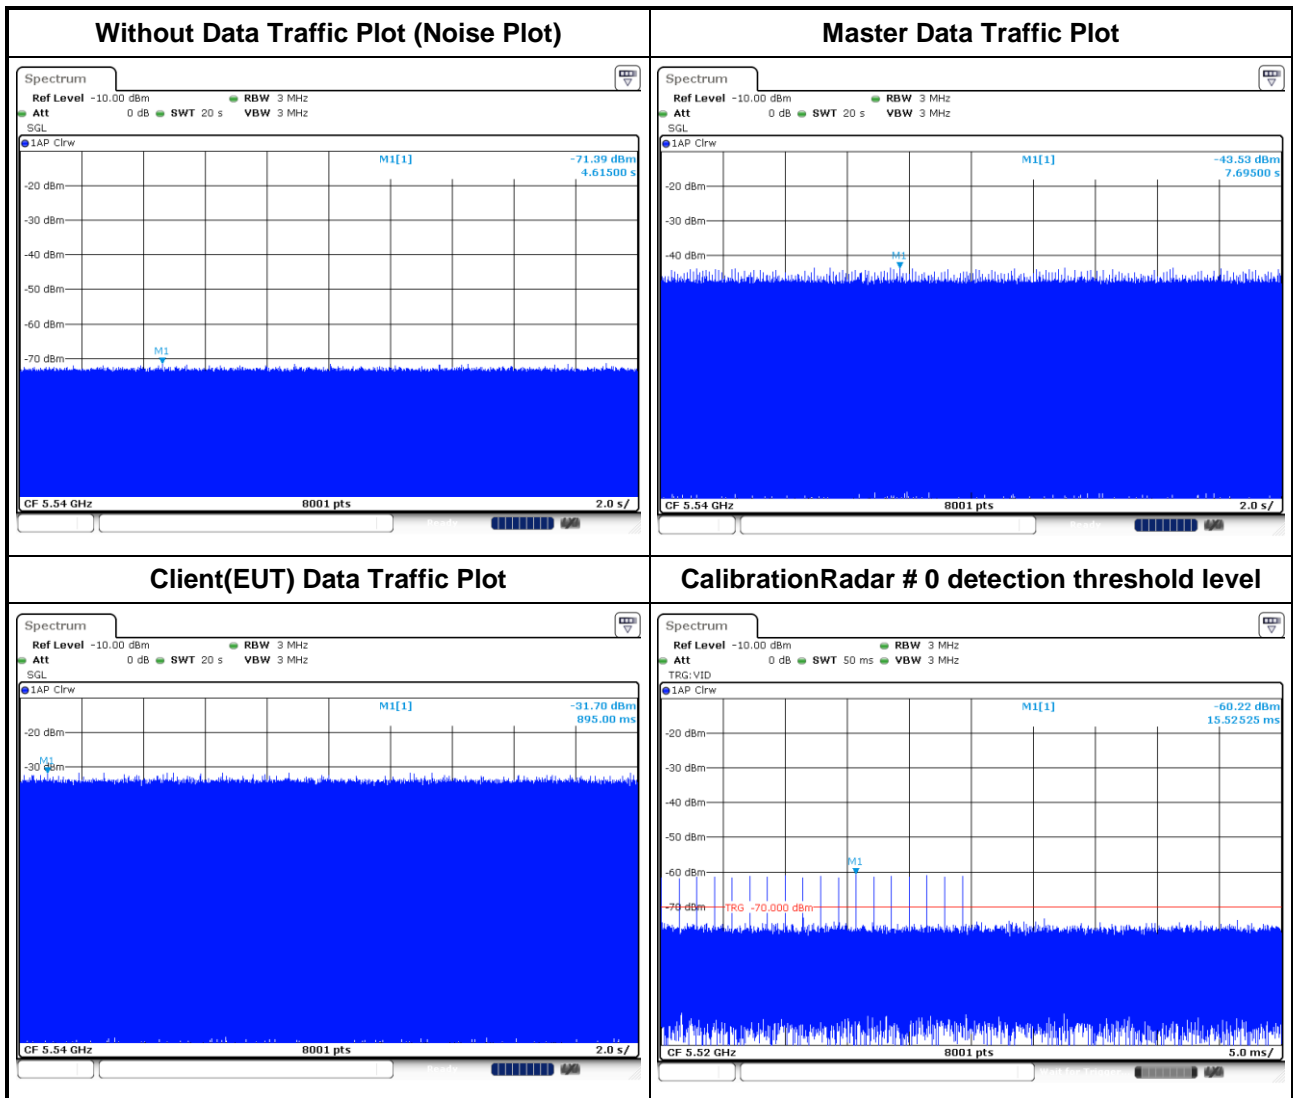 Without Data Traffic Plot (Noise Plot)
Spectrum
Ref Level -10.00 dBm RBW 3 MHz
Att 0 dB SWT 20 s VBW 3 MHz
SGL
1AP Clrw
M1[1] -71.39 dBm
4.61500 s
-20 dBm
-30 dBm
-40 dBm
-50 dBm
-60 dBm
M1
-70 dBm
CF 5.54 GHz 8001 pts 2.0 s/
Ready
Master Data Traffic Plot
Spectrum
Ref Level -10.00 dBm RBW 3 MHz
Att 0 dB SWT 20 s VBW 3 MHz
SGL
1AP Clrw
M1[1] -43.53 dBm
7.69500 s
-20 dBm
-30 dBm
-40 dBm
M1
CF 5.54 GHz 8001 pts 2.0 s/
Ready
Client(EUT) Data Traffic Plot
Spectrum
Ref Level -10.00 dBm RBW 3 MHz
Att 0 dB SWT 20 s VBW 3 MHz
SGL
1AP Clrw
M1[1] -31.70 dBm
895.00 ms
-20 dBm
M1
-30 dBm
CF 5.54 GHz 8001 pts 2.0 s/
Ready
CalibrationRadar # 0 detection threshold level
Spectrum
Ref Level -10.00 dBm RBW 3 MHz
Att 0 dB SWT 50 ms VBW 3 MHz
TRG:VID
1AP Clrw
M1[1] -60.22 dBm
15.52525 ms
-20 dBm
-30 dBm
-40 dBm
-50 dBm
M1
-60 dBm
-70 dBm TRG -70.000 dBm
CF 5.52 GHz 8001 pts 5.0 ms/
Wait for Trigger